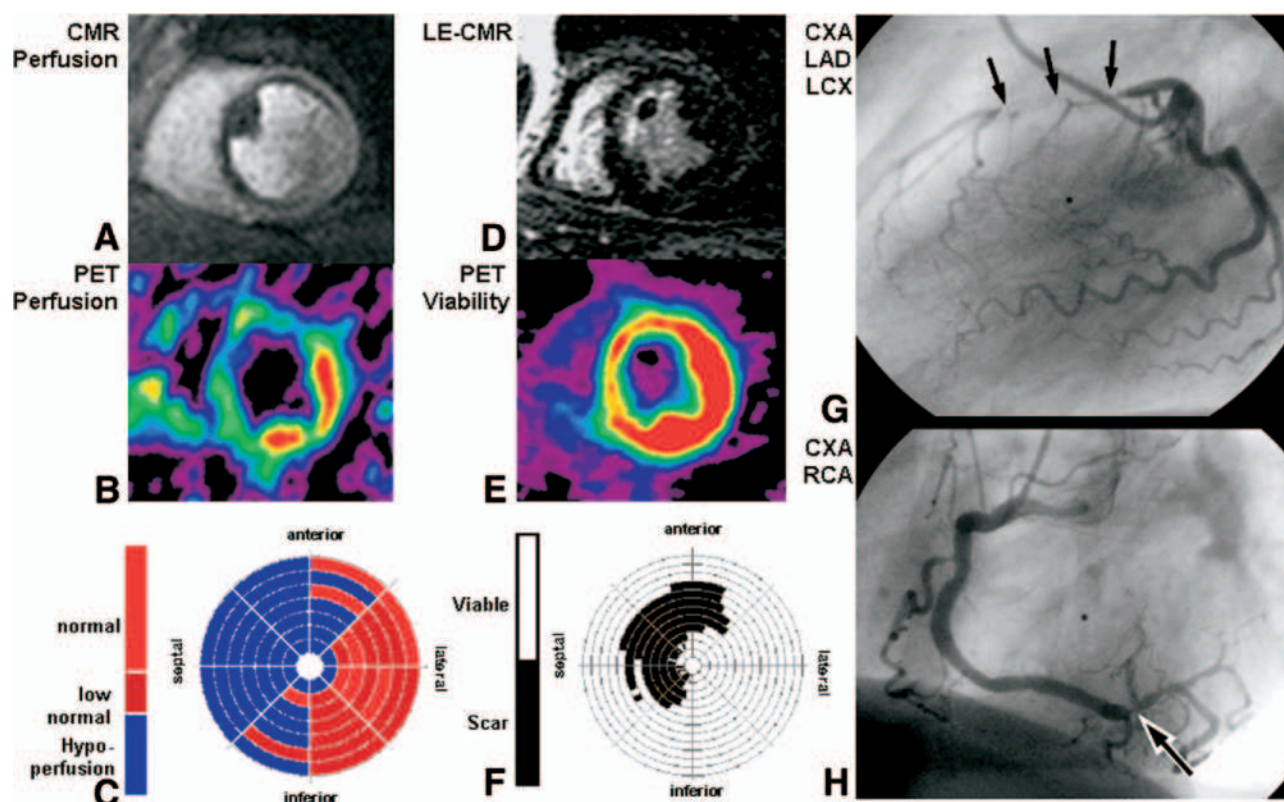 CMR
Perfusion
A
LE-CMR
D
CXA
LAD
LCX
G
PET
Perfusion
B
PET
Viability
E
CXA
RCA
H
normal
low
normal
Hypo-
perfusion
C
anterior
septal
lateral
inferior
Viable
Scar
F
anterior
septal
lateral
inferior